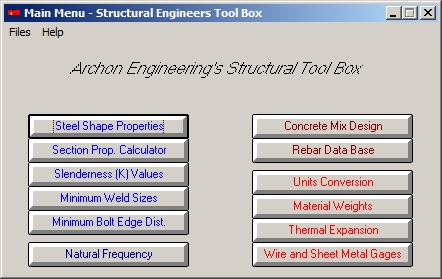 Main Menu - Structural Engineers Tool Box
Files Help
Archon Engineering's Structural Tool Box
Steel Shape Properties
Section Prop. Calculator
Slenderness (K) Values
Minimum Weld Sizes
Minimum Bolt Edge Dist.
Natural Frequency
Concrete Mix Design
Rebar Data Base
Units Conversion
Material Weights
Thermal Expansion
Wire and Sheet Metal Gages